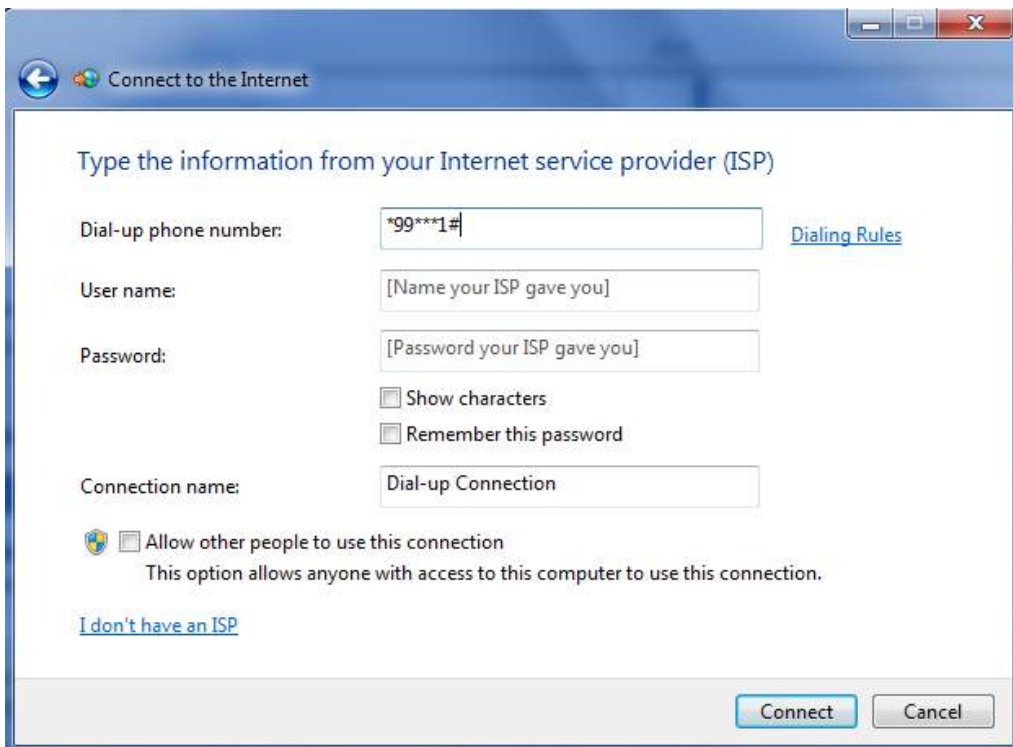 Connect to the Internet
Type the information from your Internet service provider (ISP)
Dial-up phone number: *99***1# Dialing Rules
User name: [Name your ISP gave you]
Password: [Password your ISP gave you]
Show characters
Remember this password
Connection name: Dial-up Connection
Allow other people to use this connection
This option allows anyone with access to this computer to use this connection.
I don't have an ISP
Connect Cancel